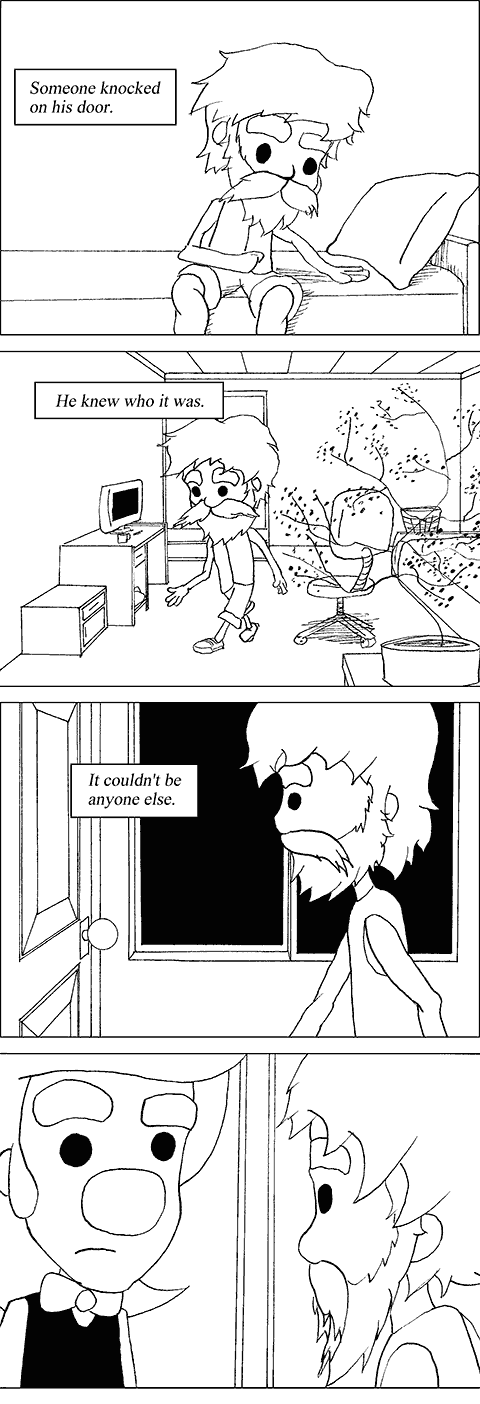 Someone knocked
on his door.
He knew who it was.
It couldn't be
anyone else.